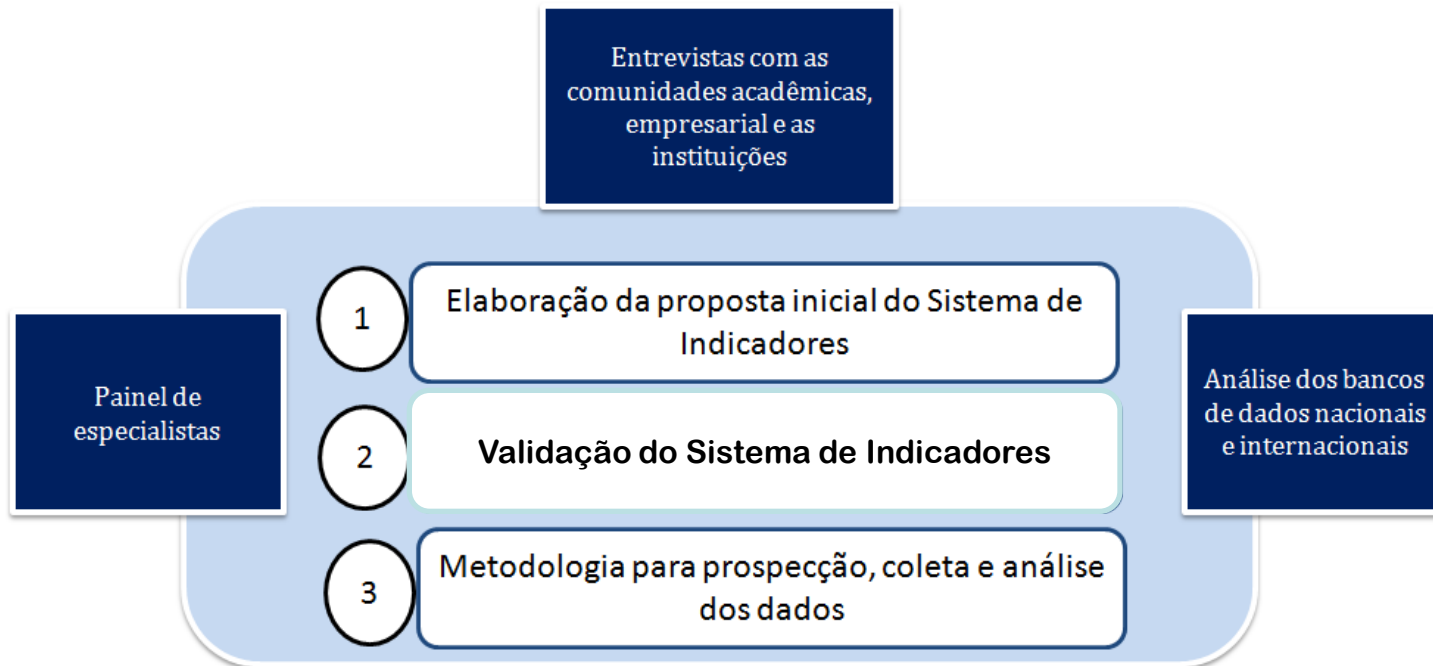 Entrevistas com as
comunidades acadêmicas,
empresarial e as
instituições
1
Elaboração da proposta inicial do Sistema de
Indicadores
Painel de
especialistas
2
Validação do Sistema de Indicadores
Análise dos bancos
de dados nacionais
e internacionais
3
Metodologia para prospecção, coleta e análise
dos dados